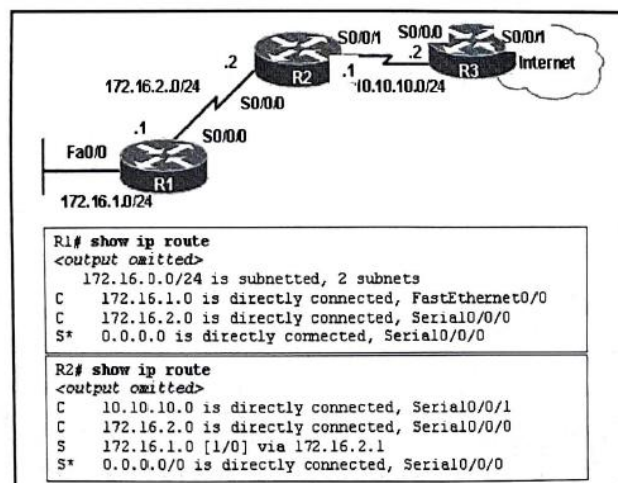 S0/0/0
S0/0/1
S0/0/1
.2
R2
.1
.2
R3
Internet
172.16.2..0/24
10.10.10.0/24
S0/0/0
.1
S0/0/0
Fa0/0
R1
172.16.1.0/24
R1# show ip route
<output omitted>
172.16.0.0/24 is subnetted, 2 subnets
C 172.16.1.0 is directly connected, FastEthernet0/0
C 172.16.2.0 is directly connected, Serial0/0/0
S* 0.0.0.0 is directly connected, Serial0/0/0
R2# show ip route
<output omitted>
C 10.10.10.0 is directly connected, Serial0/0/1
C 172.16.2.0 is directly connected, Serial0/0/0
S 172.16.1.0 [1/0] via 172.16.2.1
S* 0.0.0.0/0 is directly connected, Serial0/0/0